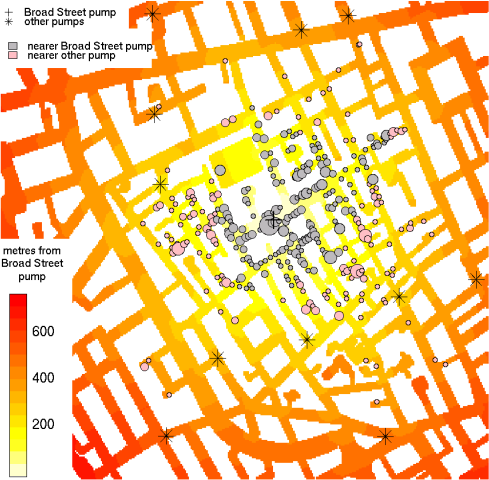 Broad Street pump
other pumps
nearer Broad Street pump
nearer other pump
metres from
Broad Street
pump
600
400
200